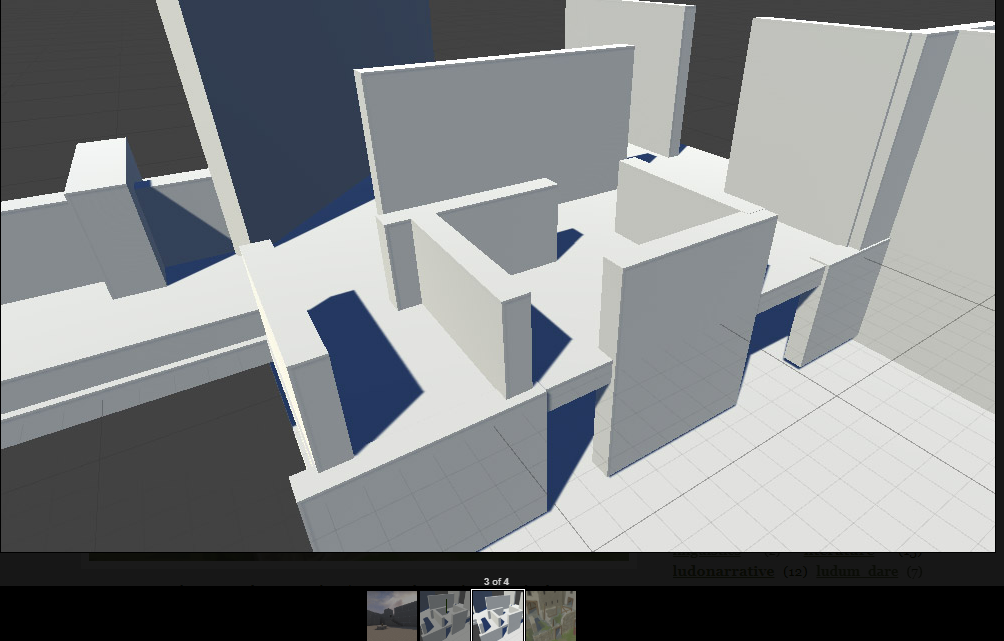 ludonarrative (12) ludum dare (7)
3 of 4